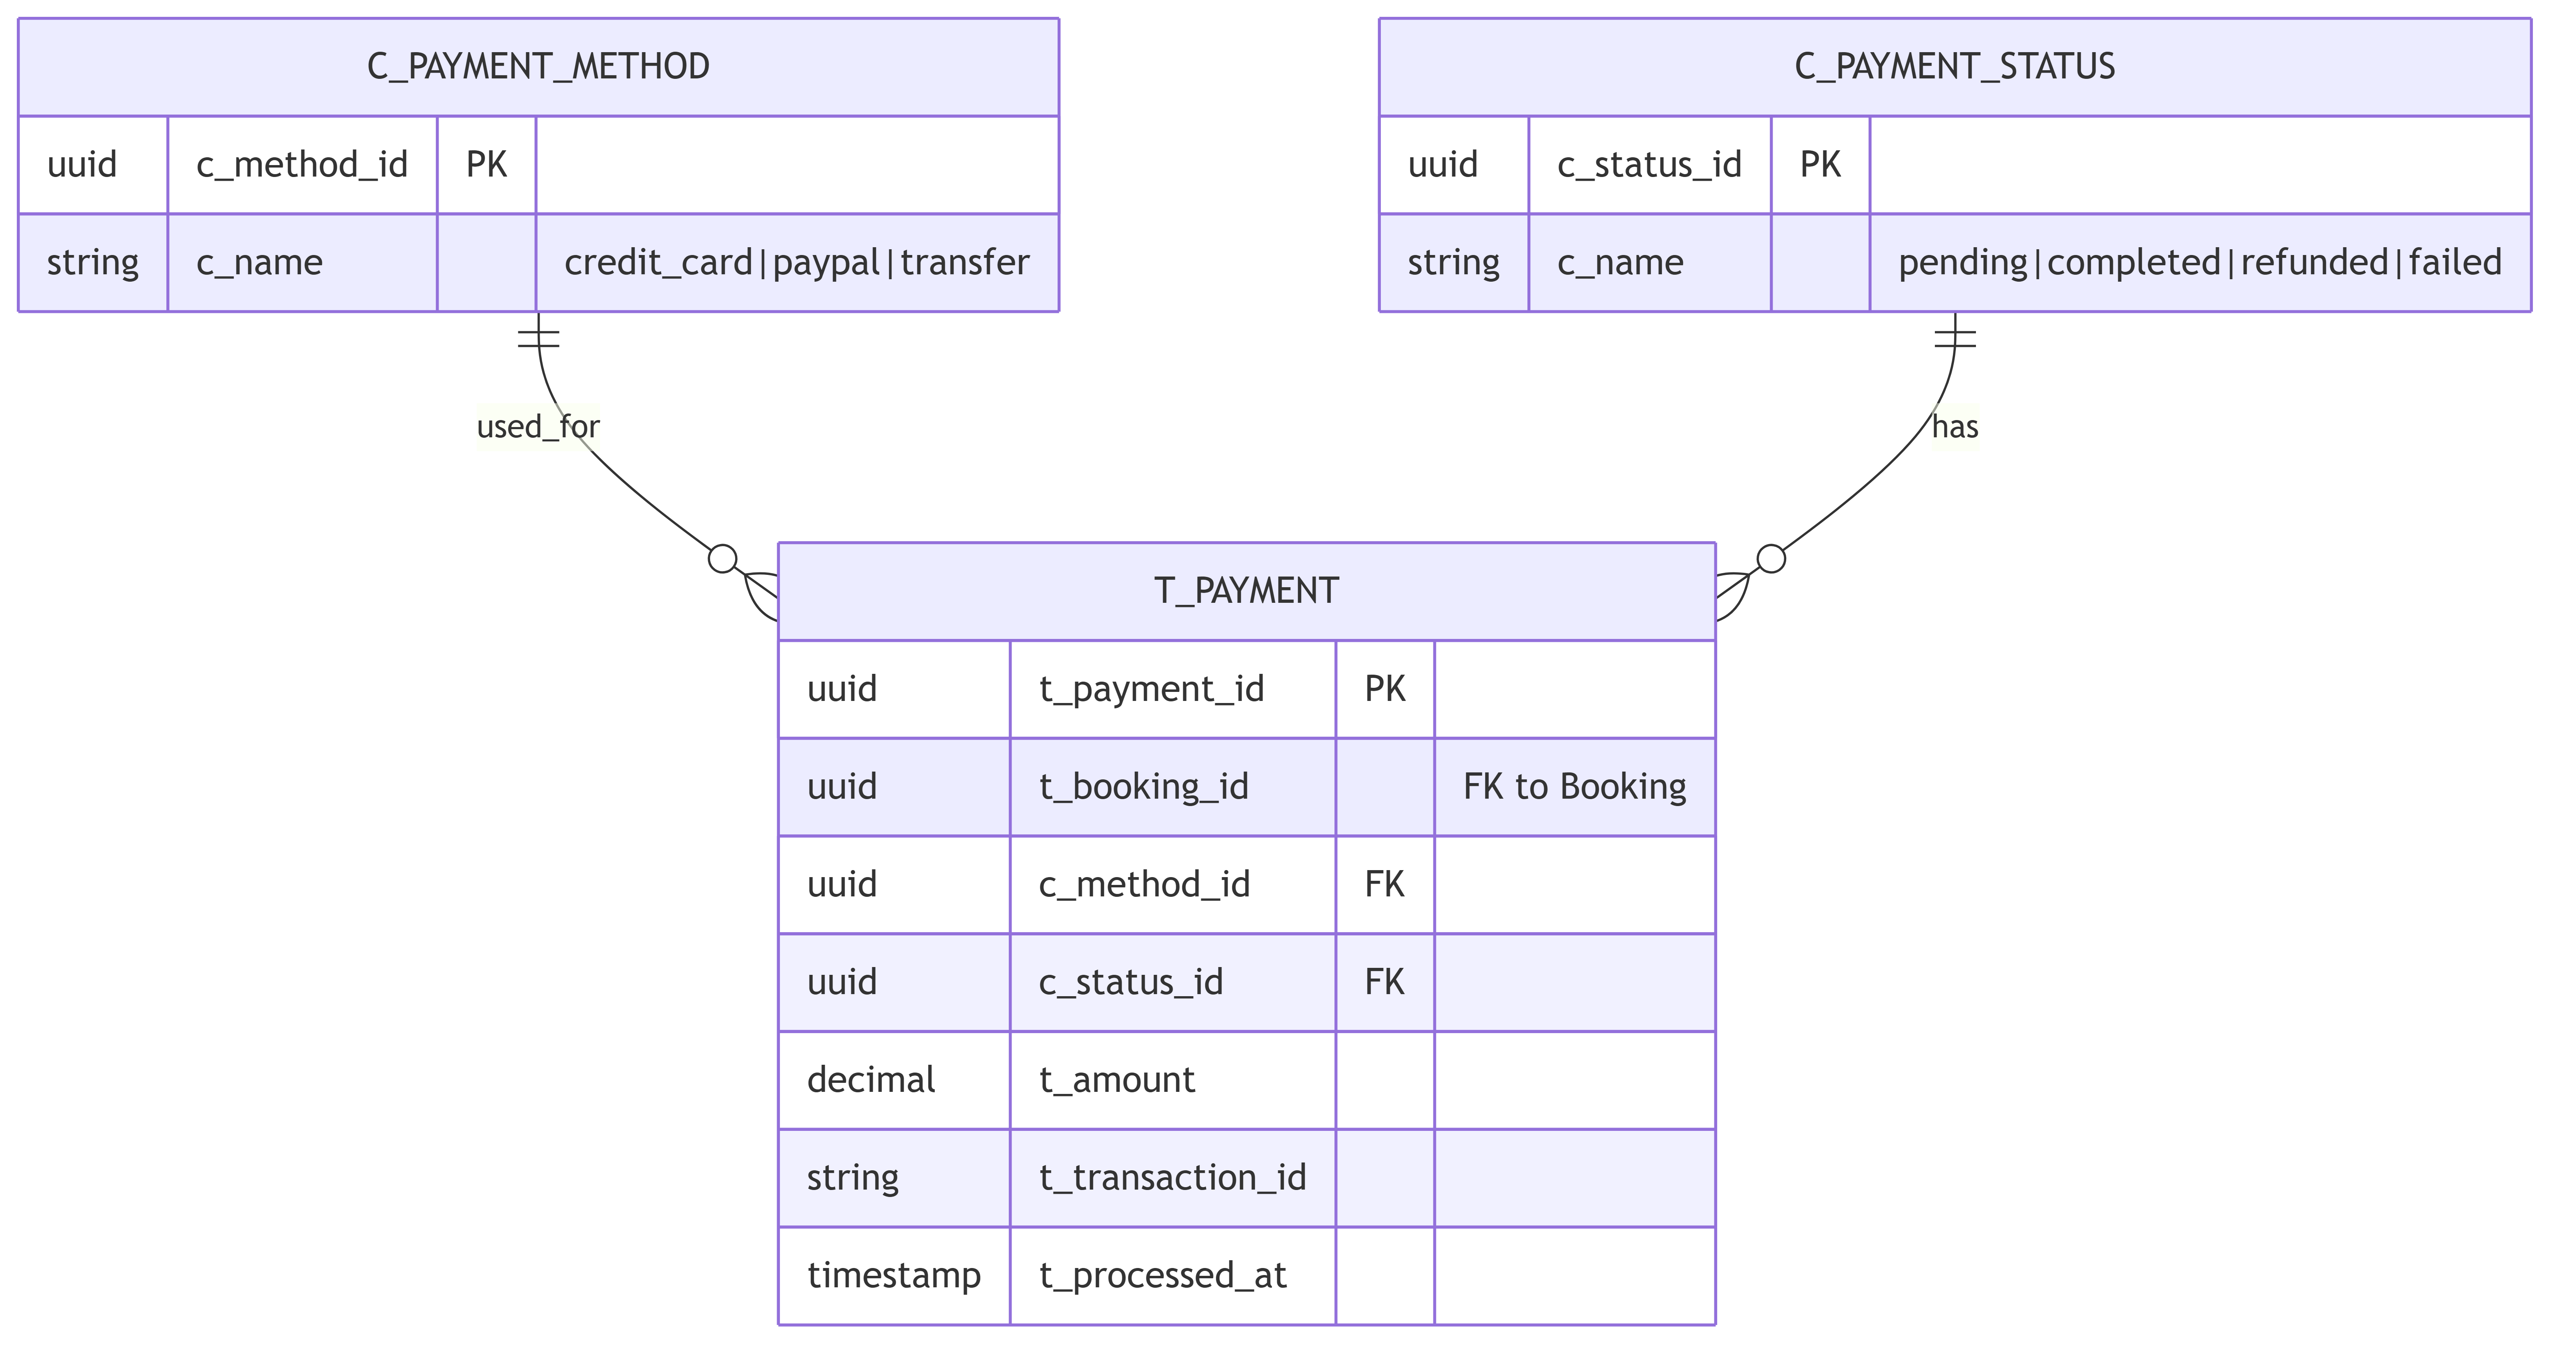 C_PAYMENT_METHOD
uuid c_method_id PK
string c_name credit_card|paypal|transfer
C_PAYMENT_STATUS
uuid c_status_id PK
string c_name pending|completed|refunded|failed
used_for
has
T_PAYMENT
uuid t_payment_id PK
uuid t_booking_id FK to Booking
uuid c_method_id FK
uuid c_status_id FK
decimal t_amount
string t_transaction_id
timestamp t_processed_at